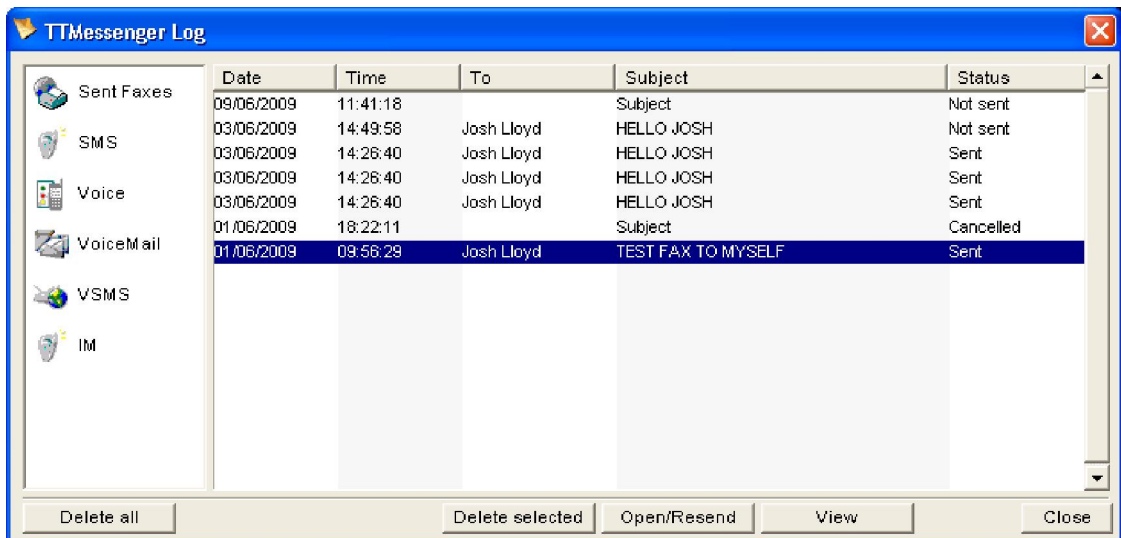 TTMessenger Log
Sent Faxes
SMS
Voice
VoiceMail
VSMS
IM
Date Time To Subject Status
09/06/2009 11:41:18 Subject Not sent
03/06/2009 14:49:58 Josh Lloyd HELLO JOSH Not sent
03/06/2009 14:26:40 Josh Lloyd HELLO JOSH Sent
03/06/2009 14:26:40 Josh Lloyd HELLO JOSH Sent
03/06/2009 14:26:40 Josh Lloyd HELLO JOSH Sent
01/06/2009 18:22:11 Subject Cancelled
01/06/2009 09:56:29 Josh Lloyd TEST FAX TO MYSELF Sent
Delete all Delete selected Open/Resend View Close